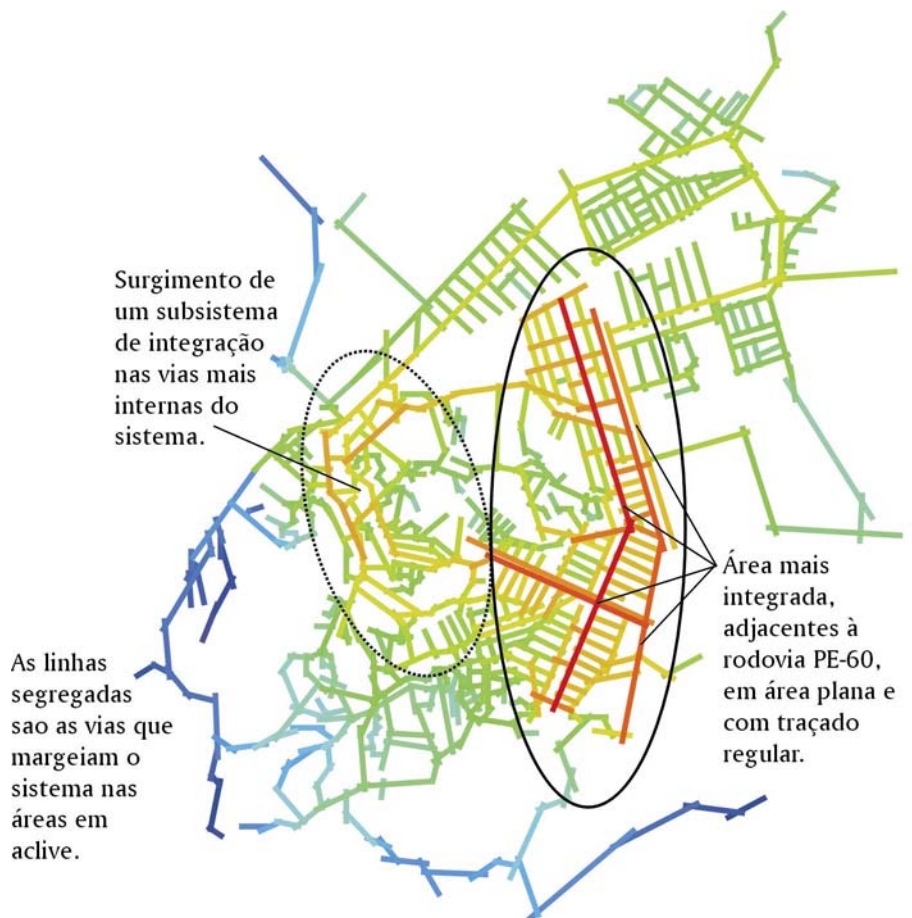 Surgimento de
um subsistema
de integração
nas vias mais
internas do
sistema.
Área mais
integrada,
adjacentes à
rodovia PE-60,
em área plana e
com traçado
regular.
As linhas
segregadas
sao as vias que
margeiam o
sistema nas
áreas em
aclive.